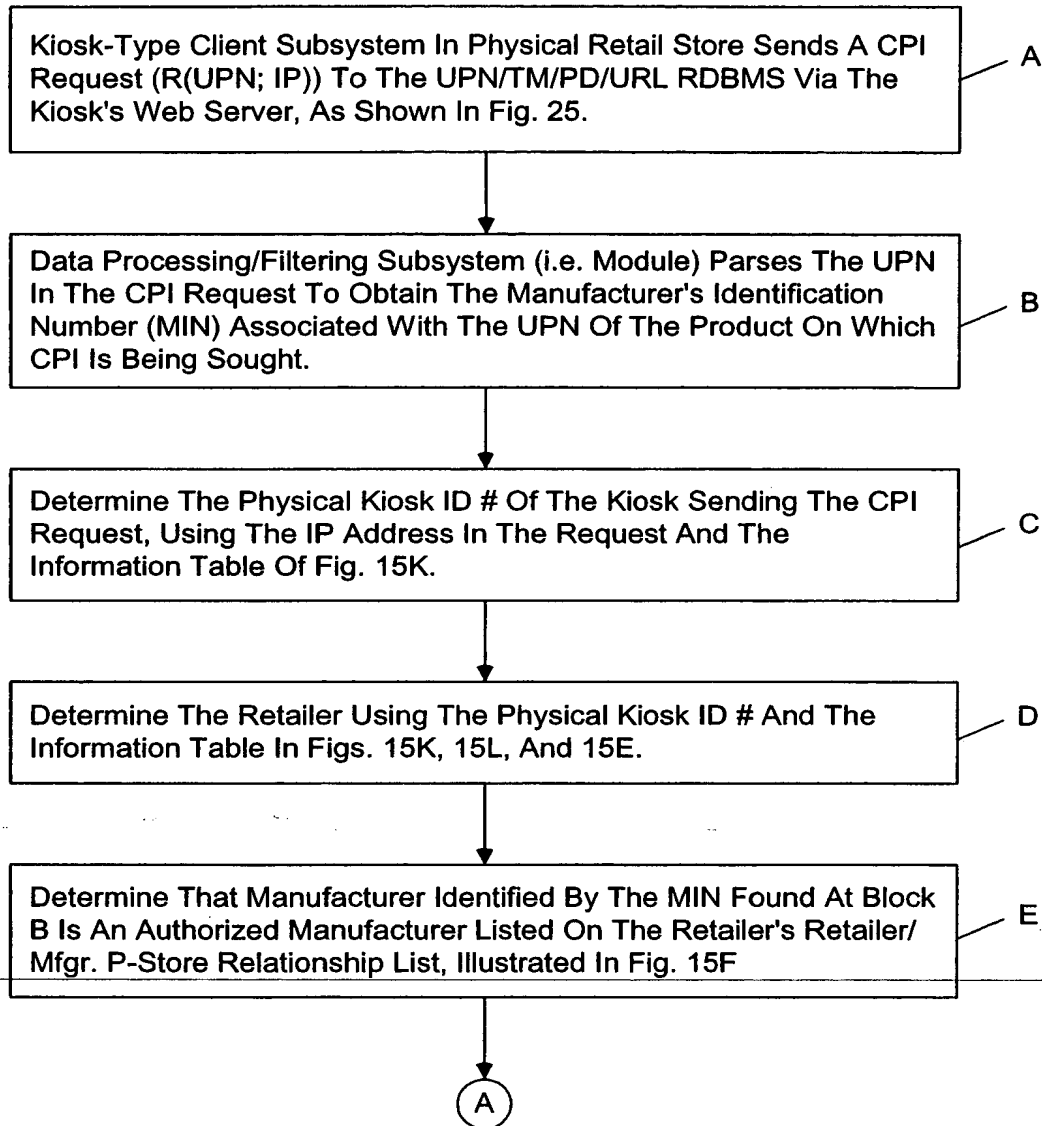 Kiosk-Type Client Subsystem In Physical Retail Store Sends A CPI
Request (R(UPN; IP)) To The UPN/TM/PD/URL RDBMS Via The
Kiosk's Web Server, As Shown In Fig. 25.
A
Data Processing/Filtering Subsystem (i.e. Module) Parses The UPN
In The CPI Request To Obtain The Manufacturer's Identification
Number (MIN) Associated With The UPN Of The Product On Which
CPI Is Being Sought.
B
Determine The Physical Kiosk ID # Of The Kiosk Sending The CPI
Request, Using The IP Address In The Request And The
Information Table Of Fig. 15K.
C
Determine The Retailer Using The Physical Kiosk ID # And The
Information Table In Figs. 15K, 15L, And 15E.
D
Determine That Manufacturer Identified By The MIN Found At Block
B Is An Authorized Manufacturer Listed On The Retailer's Retailer/
Mfgr. P-Store Relationship List, Illustrated In Fig. 15F
E
A